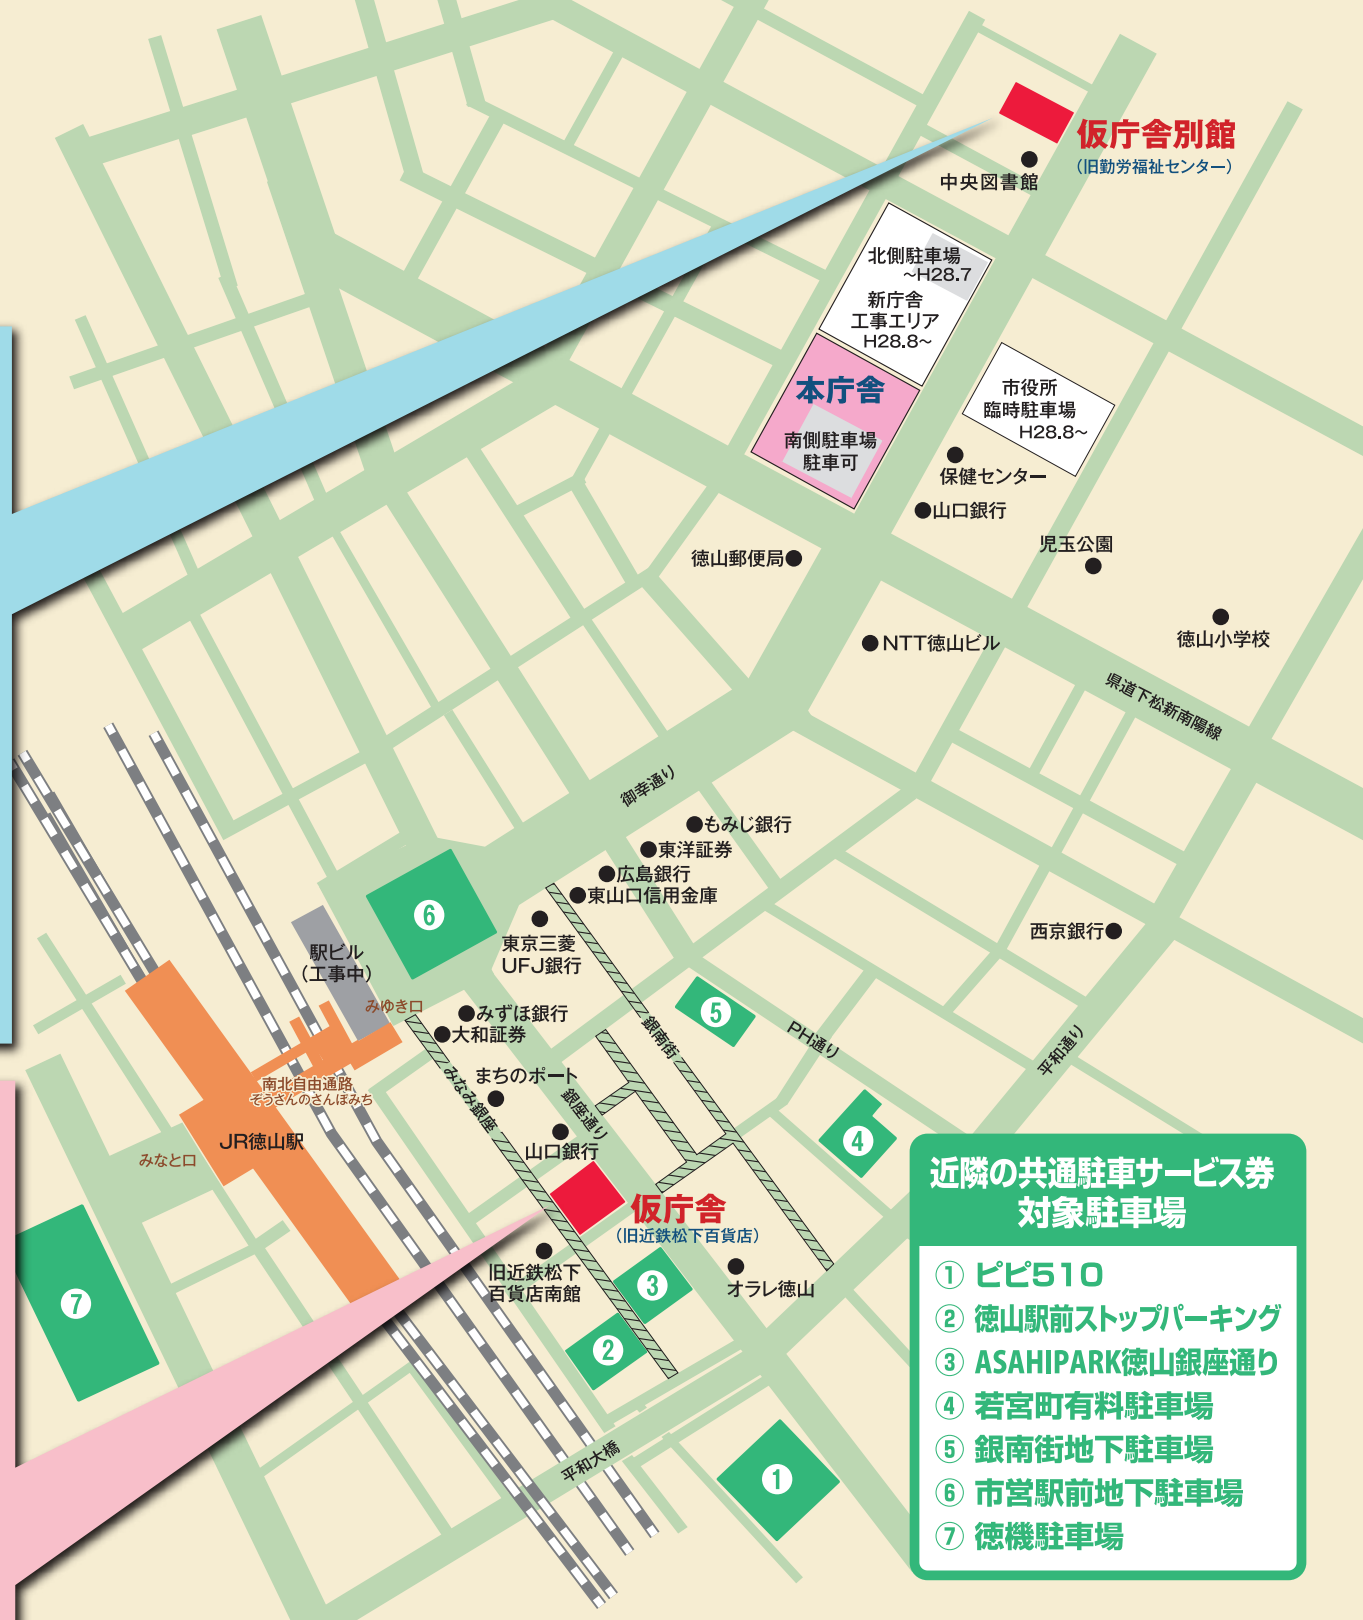 仮庁舎別館
（旧勤労福祉センター）
中央図書館
北側駐車場
～H28.7
新庁舎
工事エリア
H28.8～
本庁舎
南側駐車場
駐車可
市役所
臨時駐車場
H28.8～
保健センター
山口銀行
児玉公園
徳山郵便局
徳山小学校
NTT徳山ビル
県道下松新南陽線
御幸通り
もみじ銀行
東洋証券
広島銀行
東山口信用金庫
⑥
東京三菱
UFJ銀行
西京銀行
駅ビル
（工事中）
みゆき口
みずほ銀行
大和証券
⑤
銀南街
PH通り
平和通り
南北自由通路
ぞうさんのさんぽみち
まちのポート
みなみ銀座
銀座通り
JR徳山駅
みなと口
山口銀行
④
仮庁舎
（旧近鉄松下百貨店）
旧近鉄松下
百貨店南館
③
オラレ徳山
⑦
②
平和大橋
①
近隣の共通駐車サービス券
対象駐車場
① ピピ510
② 徳山駅前ストップパーキング
③ ASAHIPARK徳山銀座通り
④ 若宮町有料駐車場
⑤ 銀南街地下駐車場
⑥ 市営駅前地下駐車場
⑦ 徳機駐車場